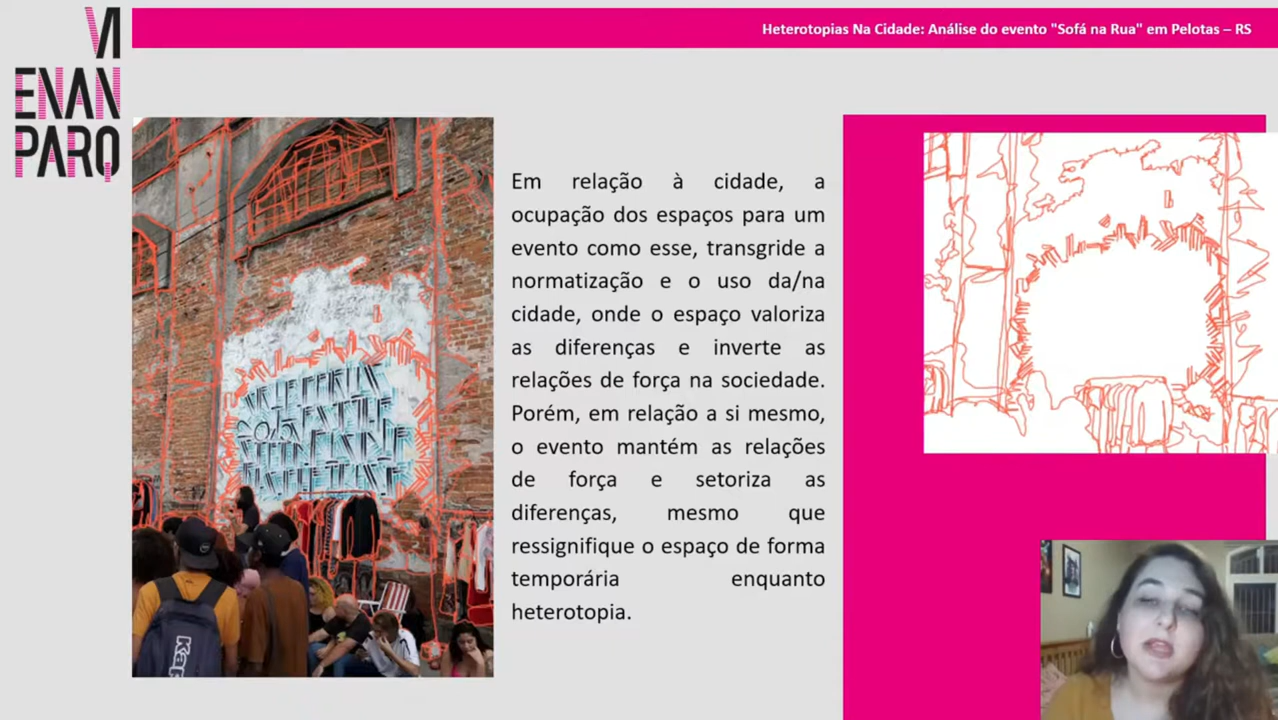 VI
ENAN
PARQ
Heterotopias Na Cidade: Análise do evento "Sofá na Rua" em Pelotas – RS
Em relação à cidade, a
ocupação dos espaços para um
evento como esse, transgride a
normatização e o uso da/na
cidade, onde o espaço valoriza
as diferenças e inverte as
relações de força na sociedade.
Porém, em relação a si mesmo,
o evento mantém as relações
de força e setoriza as
diferenças, mesmo que
ressignifique o espaço de forma
temporária enquanto
heterotopia.